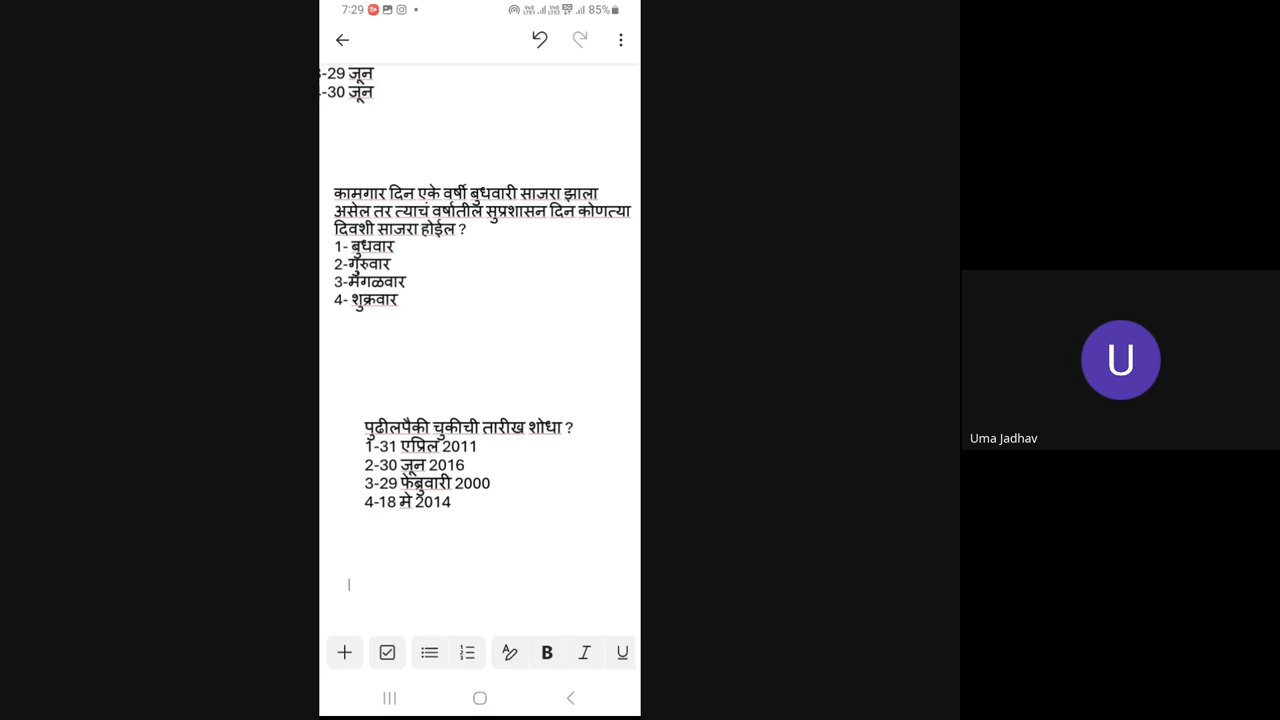 7:29
85%
-29 जून
-30 जून
कामगार दिन एके वर्षी बुधवारी साजरा झाला
असेल तर त्याच वर्षातील सुप्रशासन दिन कोणत्या
दिवशी साजरा होईल ?
1- बुधवार
2-गुरुवार
3-मंगळवार
4- शुक्रवार
पुढीलपैकी चुकीची तारीख शोधा ?
1-31 एप्रिल 2011
2-30 जून 2016
3-29 फेब्रुवारी 2000
4-18 मे 2014
B I U
U
Uma Jadhav